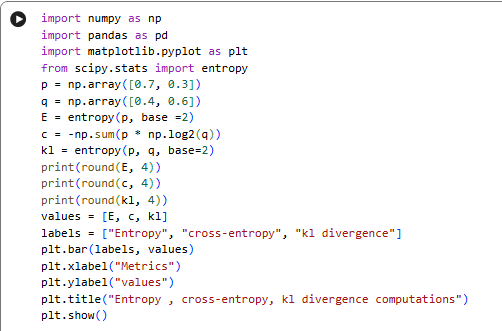 import numpy as np
import pandas as pd
import matplotlib.pyplot as plt
from scipy.stats import entropy
p = np.array([0.7, 0.3])
q = np.array([0.4, 0.6])
E = entropy(p, base =2)
c = -np.sum(p * np.log2(q))
kl = entropy(p, q, base=2)
print(round(E, 4))
print(round(c, 4))
print(round(kl, 4))
values = [E, c, kl]
labels = ["Entropy", "cross-entropy", "kl divergence"]
plt.bar(labels, values)
plt.xlabel("Metrics")
plt.ylabel("values")
plt.title("Entropy , cross-entropy, kl divergence computations")
plt.show()